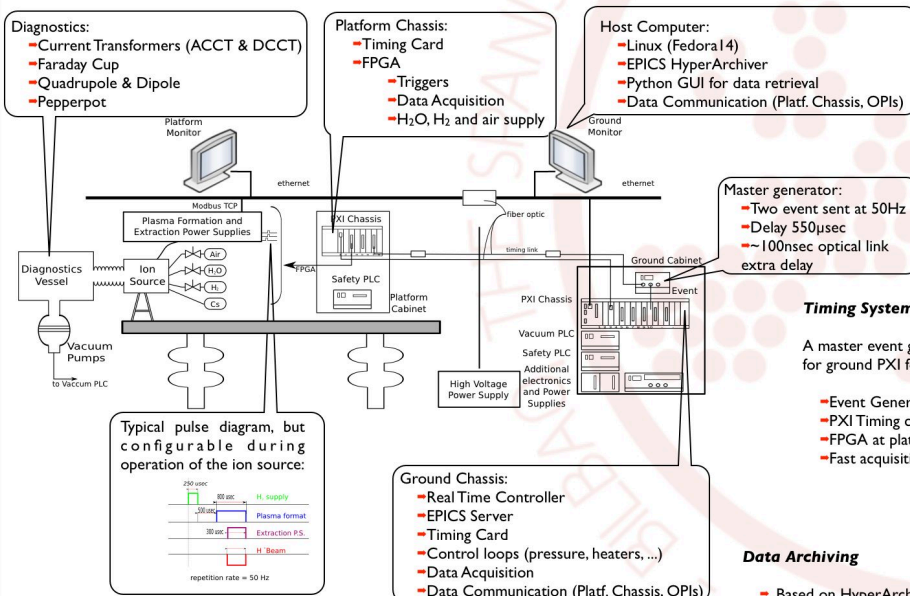 Diagnostics:
➡Current Transformers (ACCT & DCCT)
➡Faraday Cup
➡Quadrupole & Dipole
➡Pepperpot
Platform Chassis:
➡Timing Card
➡FPGA
➡Triggers
➡Data Acquisition
➡H₂O, H₂ and air supply
Host Computer:
➡Linux (Fedora14)
➡EPICS HyperArchiver
➡Python GUI for data retrieval
➡Data Communication (Platf. Chassis, OPIs)
Platform
Monitor
Ground
Monitor
ethernet
ethernet
Modbus TCP
Plasma Formation and
Extraction Power Supplies
PXI Chassis
fiber optic
timing link
Master generator:
➡Two event sent at 50Hz
➡Delay 550μsec
➡~100nsec optical link
extra delay
Diagnostics
Vessel
Ion
Source
Air
H₂O
H₂
Cs
FPGA
Safety PLC
Platform
Cabinet
Ground Cabinet
Event
PXI Chassis
Vacuum PLC
Safety PLC
Additional
electronics
and Power
Supplies
High Voltage
Power Supply
Vacuum
Pumps
to Vaccum PLC
Timing System
A master event g
for ground PXI f
➡Event Gener
➡PXI Timing c
➡FPGA at plat
➡Fast acquisiti
Typical pulse diagram, but
configurable during
operation of the ion source:
250 usec
800 usec
H. supply
500 usec
Plasma format
300 usec
Extraction P.S.
H⁻Beam
repetition rate = 50 Hz
Ground Chassis:
➡Real Time Controller
➡EPICS Server
➡Timing Card
➡Control loops (pressure, heaters, ...)
➡Data Acquisition
➡Data Communication (Platf. Chassis, OPIs)
Data Archiving
➡ Based on HyperArch